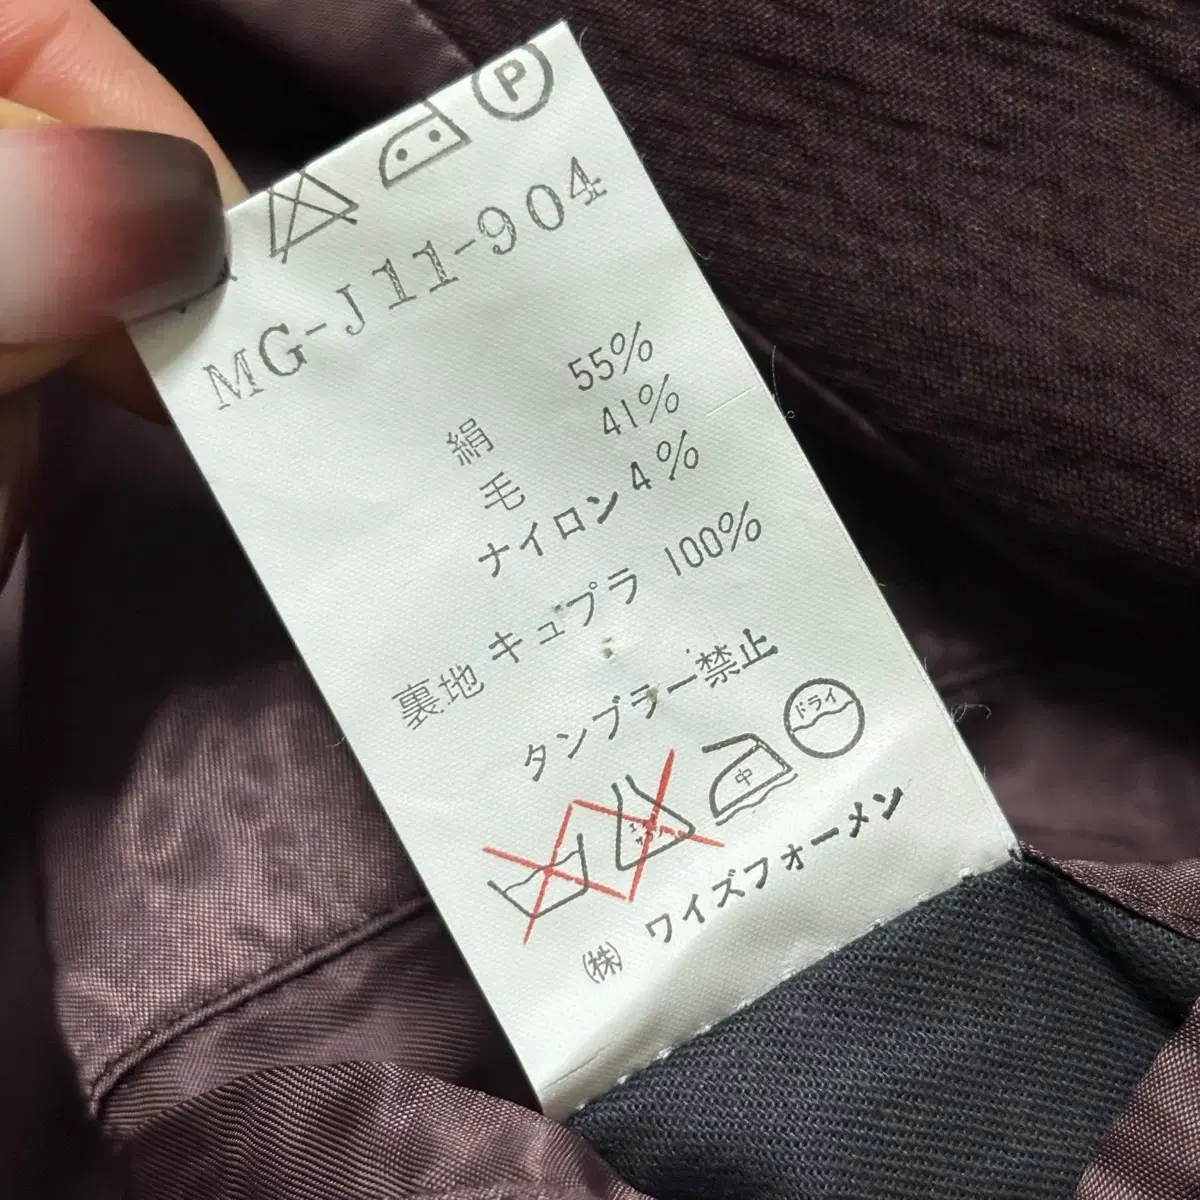 P
MG-J11-904
絹 55%
毛 41%
ナイロン 4%
裏地 キュプラ 100%
タンブラー禁止
中 ドライ
㈱ ワイズフォーメン